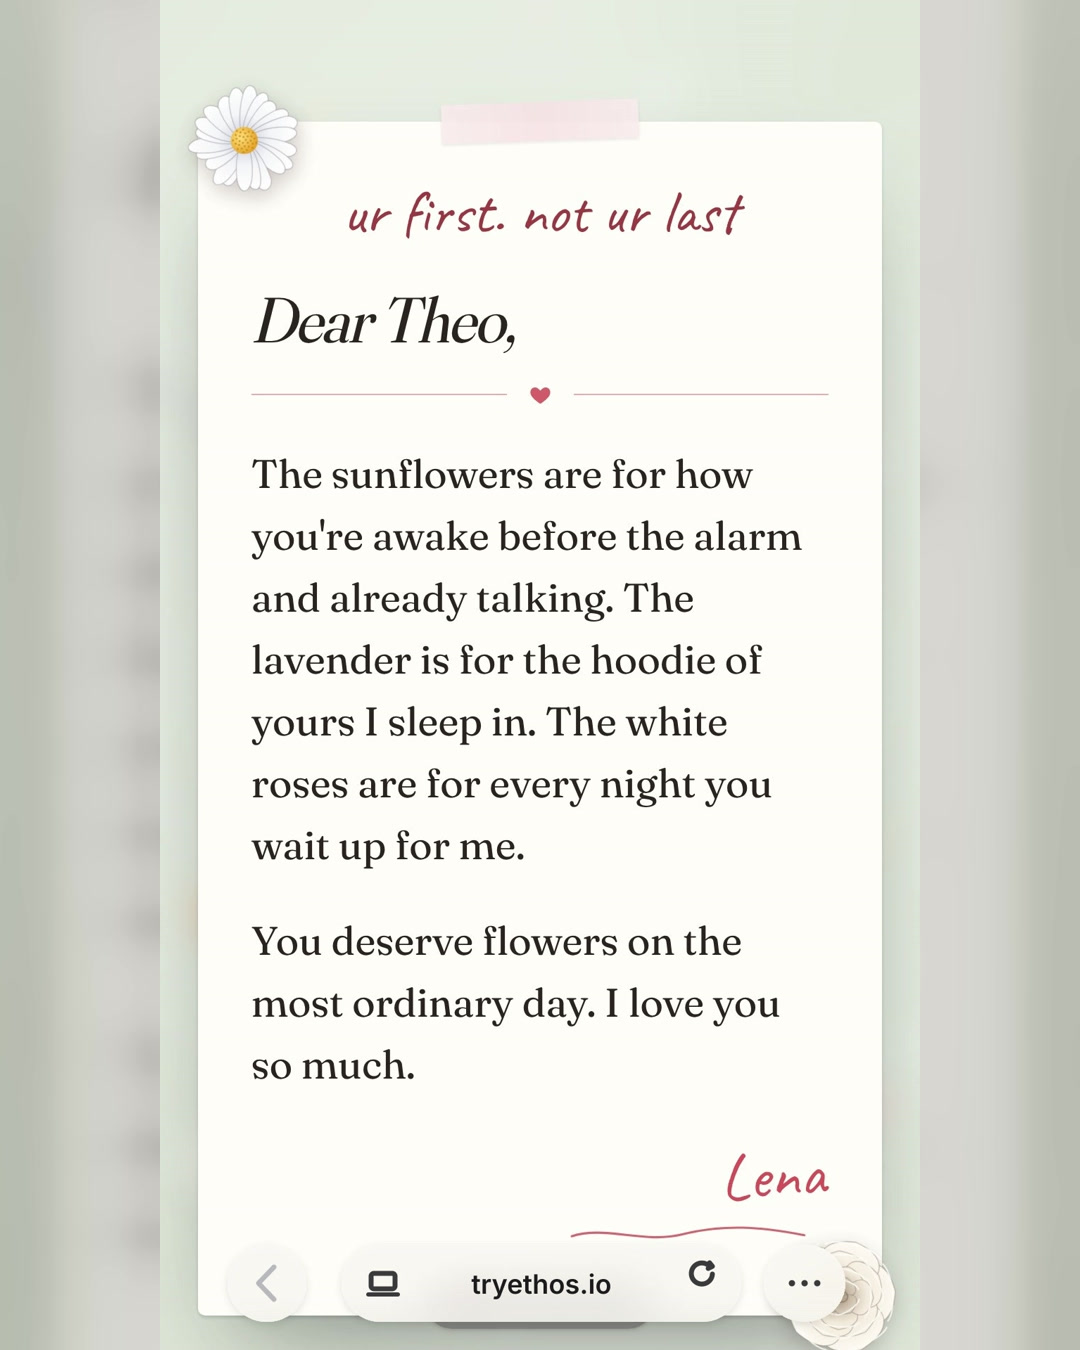 ur first. not ur last
Dear Theo,
The sunflowers are for how
you're awake before the alarm
and already talking. The
lavender is for the hoodie of
yours I sleep in. The white
roses are for every night you
wait up for me.
You deserve flowers on the
most ordinary day. I love you
so much.
Lena
tryethos.io